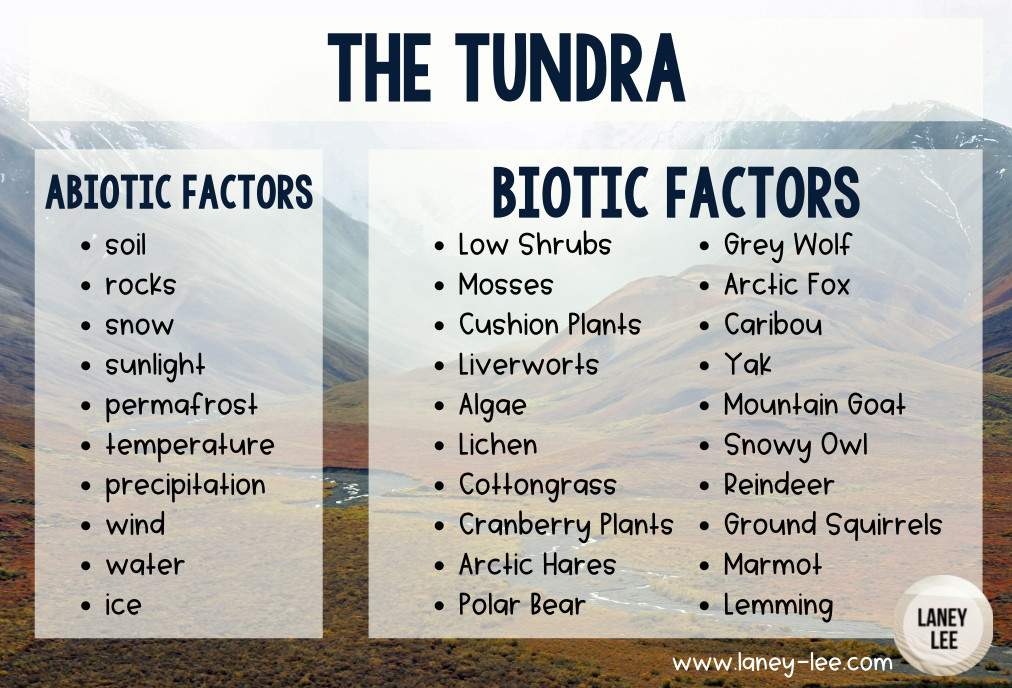 THE TUNDRA
ABIOTIC FACTORS
• soil
• rocks
• snow
• sunlight
• permafrost
• temperature
• precipitation
• wind
• water
• ice
BIOTIC FACTORS
• Low Shrubs
• Mosses
• Cushion Plants
• Liverworts
• Algae
• Lichen
• Cottongrass
• Cranberry Plants
• Arctic Hares
• Polar Bear
• Grey Wolf
• Arctic Fox
• Caribou
• Yak
• Mountain Goat
• Snowy Owl
• Reindeer
• Ground Squirrels
• Marmot
• Lemming
www.laney-lee.com
LANEY
LEE